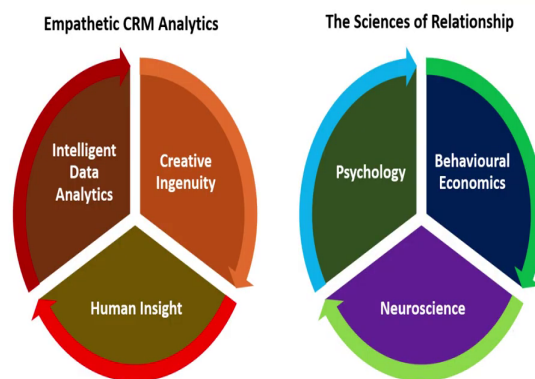 Empathetic CRM Analytics
Intelligent
Data
Analytics
Creative
Ingenuity
Human Insight
The Sciences of Relationship
Psychology
Behavioural
Economics
Neuroscience